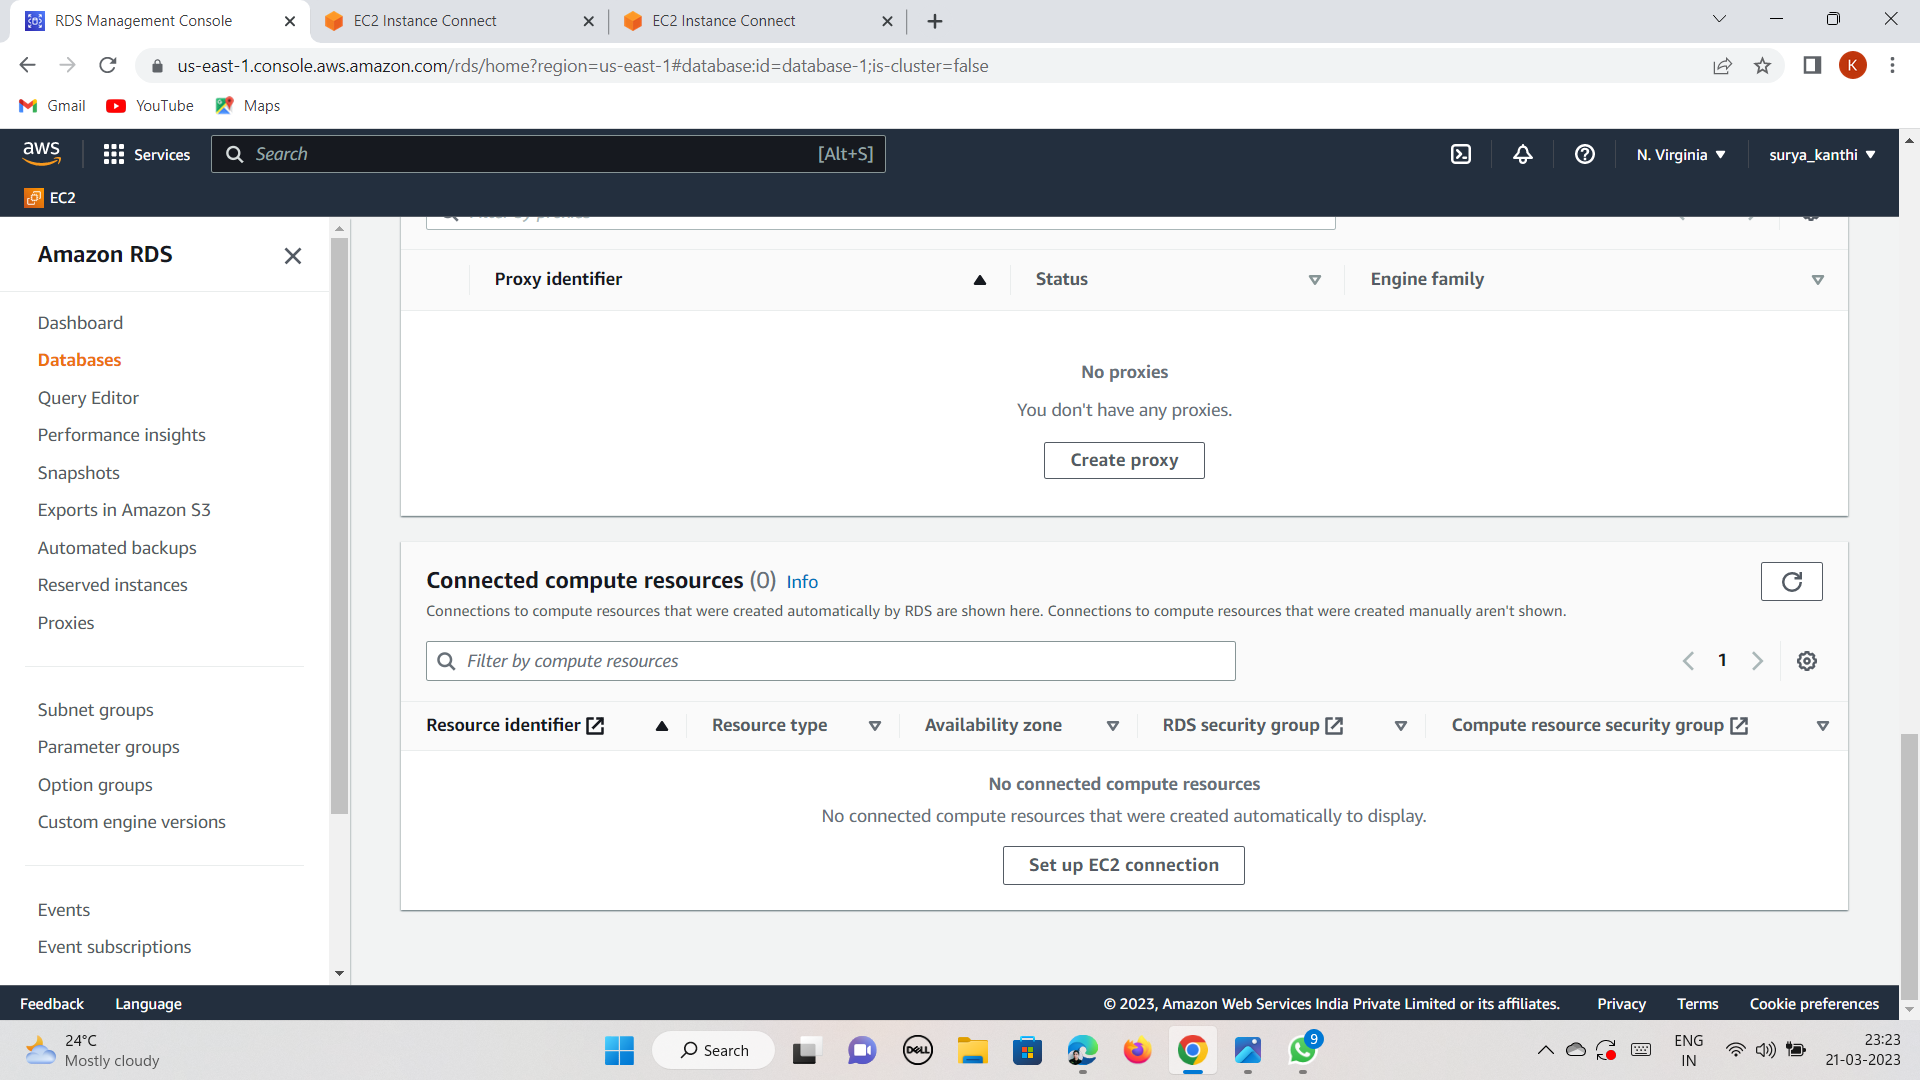 RDS Management Console
EC2 Instance Connect
EC2 Instance Connect
us-east-1.console.aws.amazon.com/rds/home?region=us-east-1#database:id=database-1;is-cluster=false
K
Gmail
YouTube
Maps
aws
Services
Search
[Alt+S]
N. Virginia
surya_kanthi
EC2
Amazon RDS
Dashboard
Databases
Query Editor
Performance insights
Snapshots
Exports in Amazon S3
Automated backups
Reserved instances
Proxies
Subnet groups
Parameter groups
Option groups
Custom engine versions
Events
Event subscriptions
Proxy identifier
Status
Engine family
No proxies
You don't have any proxies.
Create proxy
Connected compute resources (0) Info
Connections to compute resources that were created automatically by RDS are shown here. Connections to compute resources that were created manually aren't shown.
Filter by compute resources
1
Resource identifier
Resource type
Availability zone
RDS security group
Compute resource security group
No connected compute resources
No connected compute resources that were created automatically to display.
Set up EC2 connection
Feedback
Language
© 2023, Amazon Web Services India Private Limited or its affiliates.
Privacy
Terms
Cookie preferences
24°C
Mostly cloudy
Search
DELL
9
ENG
IN
23:23
21-03-2023